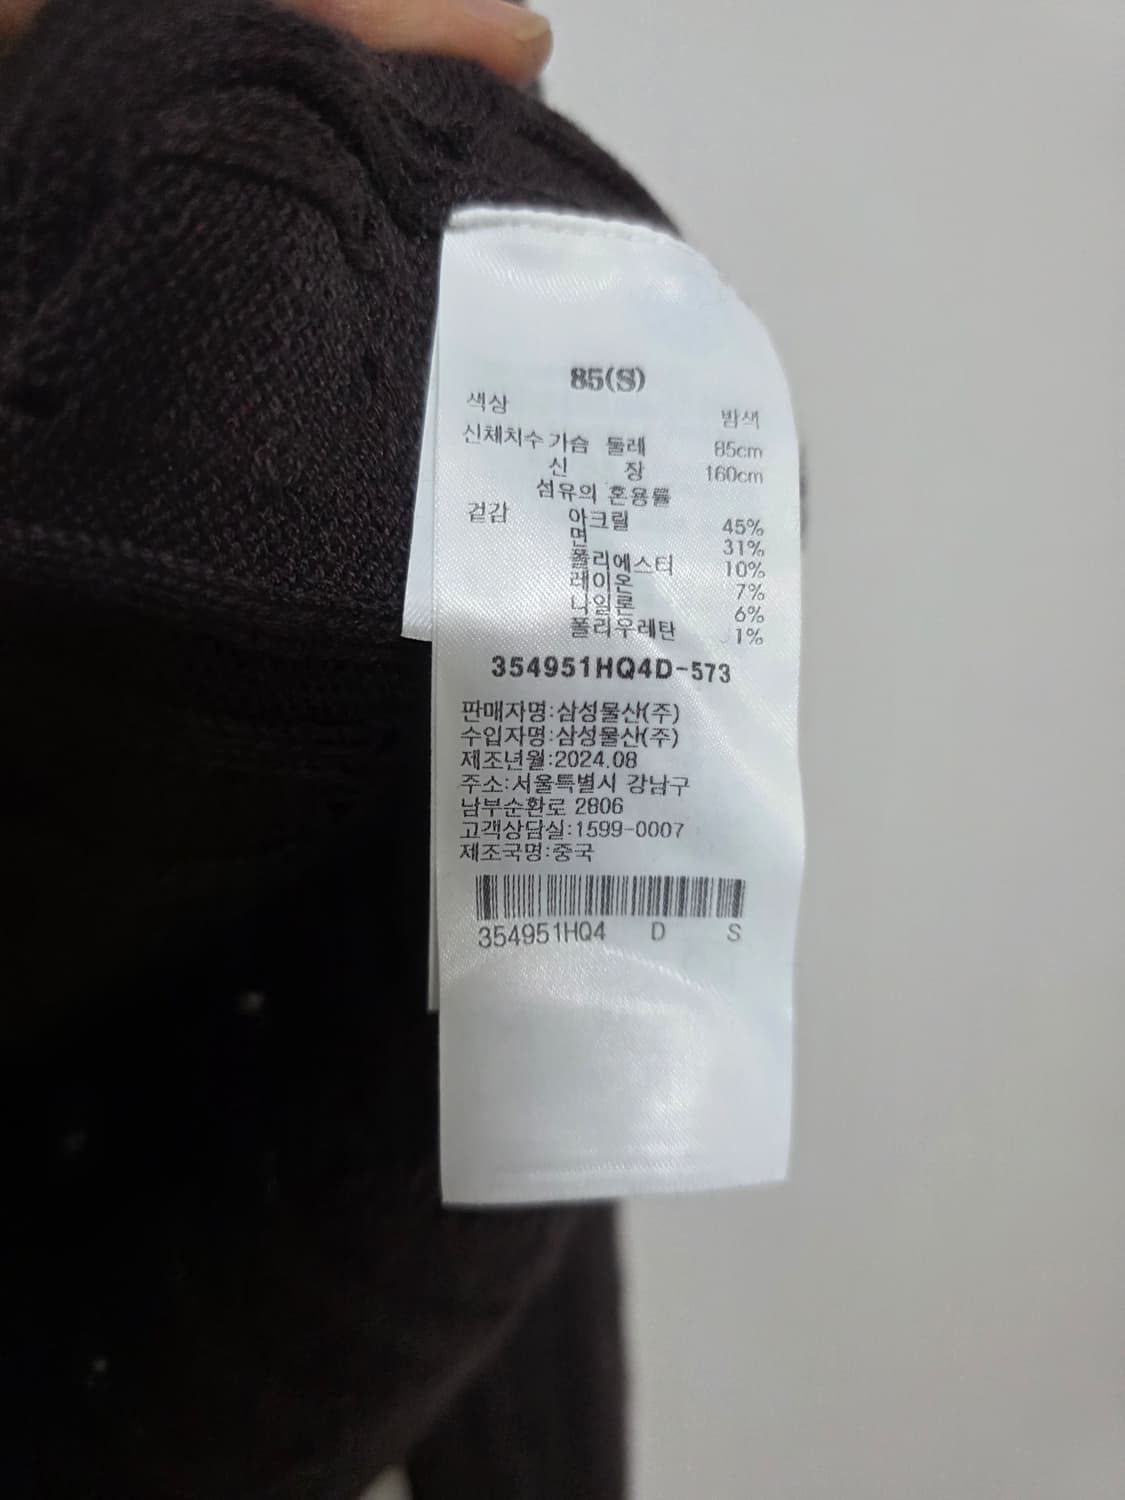 85(S)
색상 밤색
신체치수 가슴 둘레 85cm
신 장 160cm
섬유의 혼용률
겉감 아크릴 45%
면 31%
폴리에스터 10%
레이온 7%
나일론 6%
폴리우레탄 1%
354951HQ4D-573
판매자명:삼성물산(주)
수입자명:삼성물산(주)
제조년월:2024.08
주소:서울특별시 강남구
남부순환로 2806
고객상담실:1599-0007
제조국명:중국
354951HQ4 D S